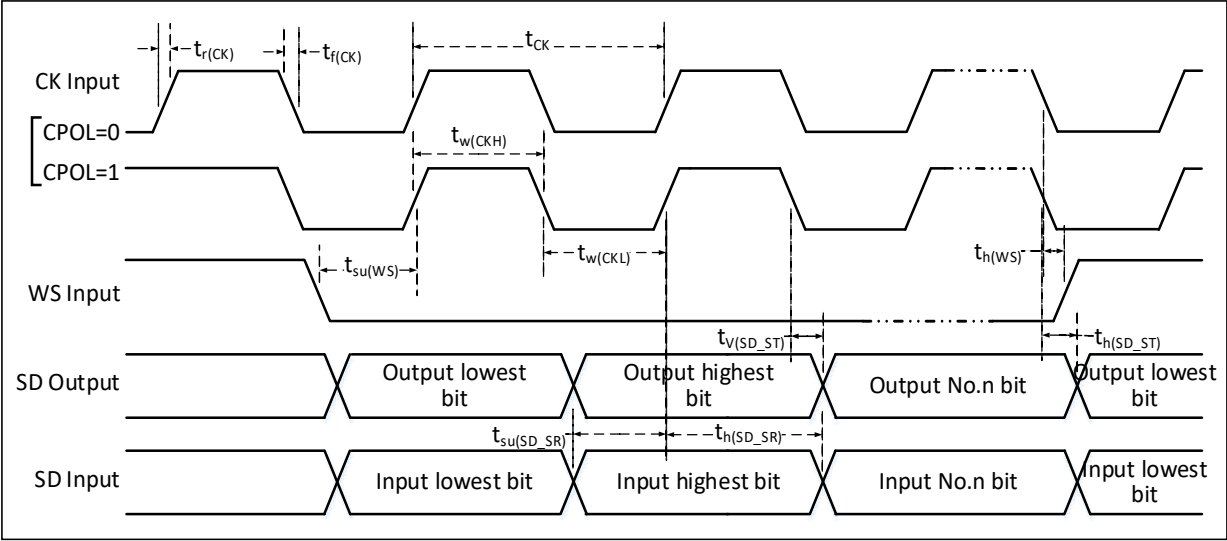 tr(CK)
tf(CK)
tCK
CK Input
CPOL=0
CPOL=1
tw(CKH)
tw(CKL)
th(WS)
tsu(WS)
WS Input
tV(SD_ST)
th(SD_ST)
SD Output
Output lowest
bit
Output highest
bit
Output No.n bit
Output lowest
bit
tsu(SD_SR)
th(SD_SR)
SD Input
Input lowest bit
Input highest bit
Input No.n bit
Input lowest
bit